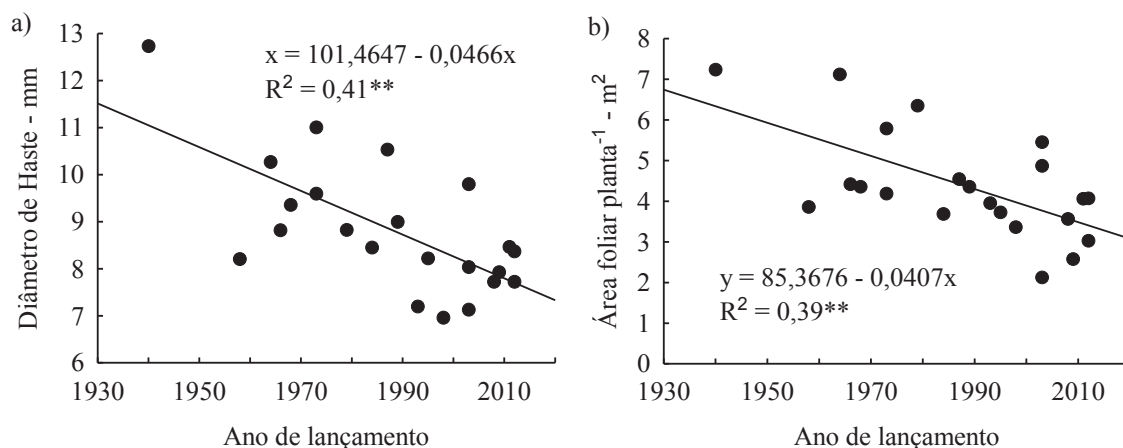 a)
Diâmetro de Haste - mm
13
12
11
10
9
8
7
6
x = 101,4647 - 0,0466x
R² = 0,41**
1930 1950 1970 1990 2010
Ano de lançamento
b)
Área foliar planta⁻¹ - m²
8
7
6
5
4
3
2
1
0
y = 85,3676 - 0,0407x
R² = 0,39**
1930 1950 1970 1990 2010
Ano de lançamento